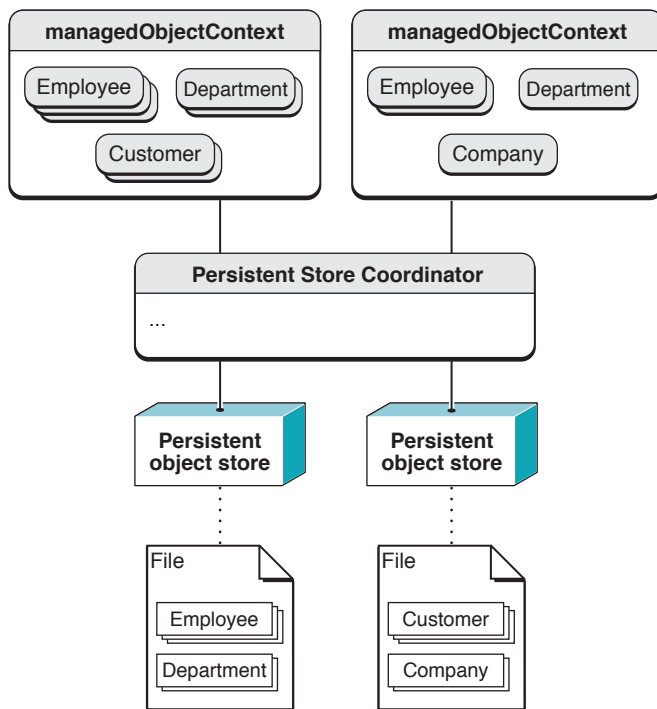 managedObjectContext
Employee
Department
Customer
managedObjectContext
Employee
Department
Company
Persistent Store Coordinator
...
Persistent
object store
Persistent
object store
File
Employee
Department
File
Customer
Company